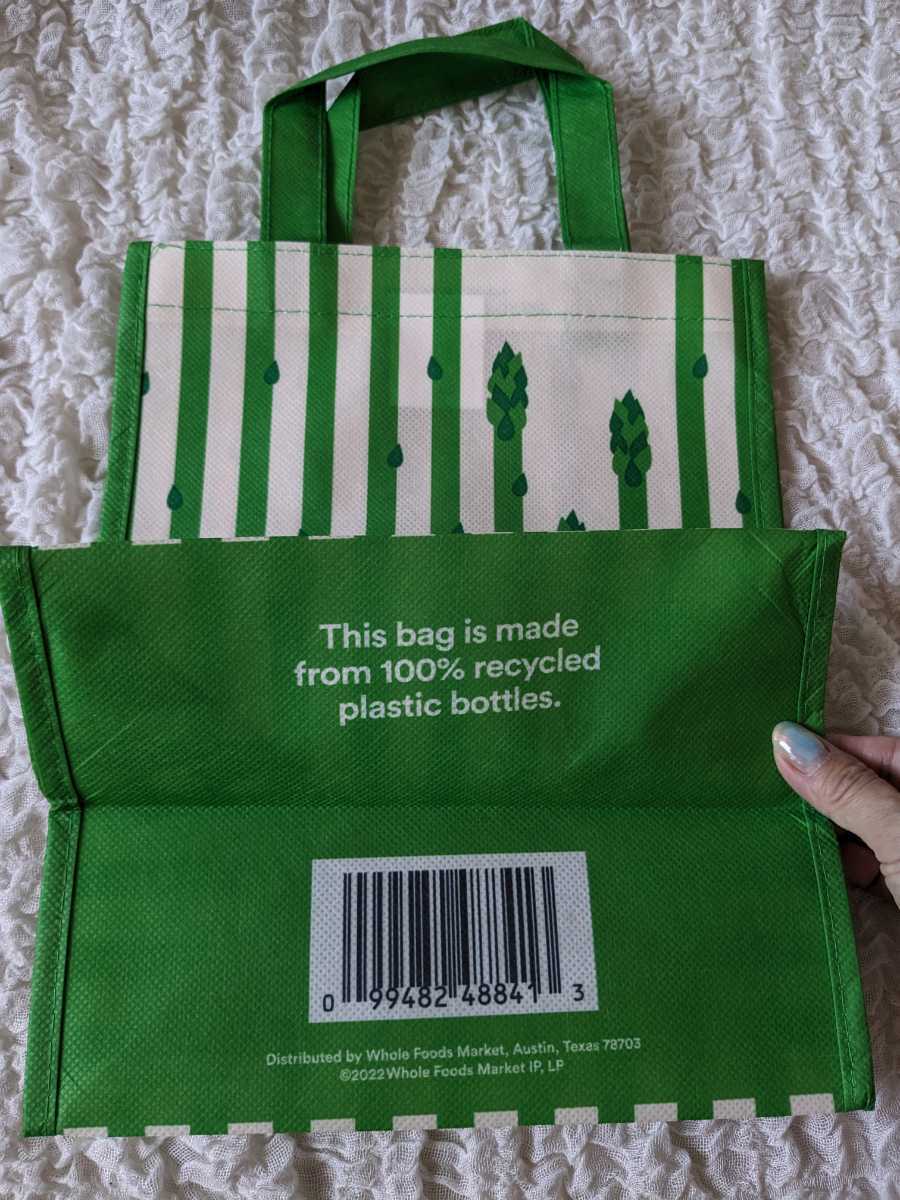 This bag is made
from 100% recycled
plastic bottles.
0 99482 48841 3
Distributed by Whole Foods Market, Austin, Texas 78703
©2022 Whole Foods Market IP, LP